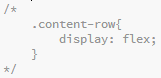 /*
    .content-row{
        display: flex;
    }
*/